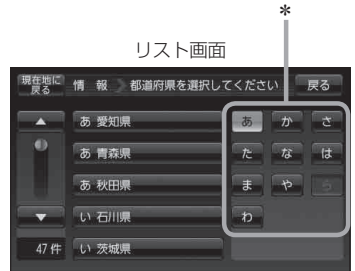 *
リスト画面
現在地に戻る 情 報 都道府県を選択してください 戻る
あ 愛知県 あ か さ
あ 青森県 た な は
あ 秋田県 ま や ら
い 石川県 わ
47 件 い 茨城県